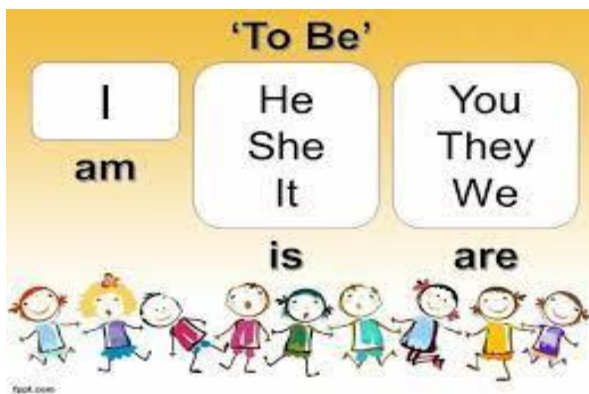 ‘To Be’
I
am
He
She
It
is
You
They
We
are
fppt.com